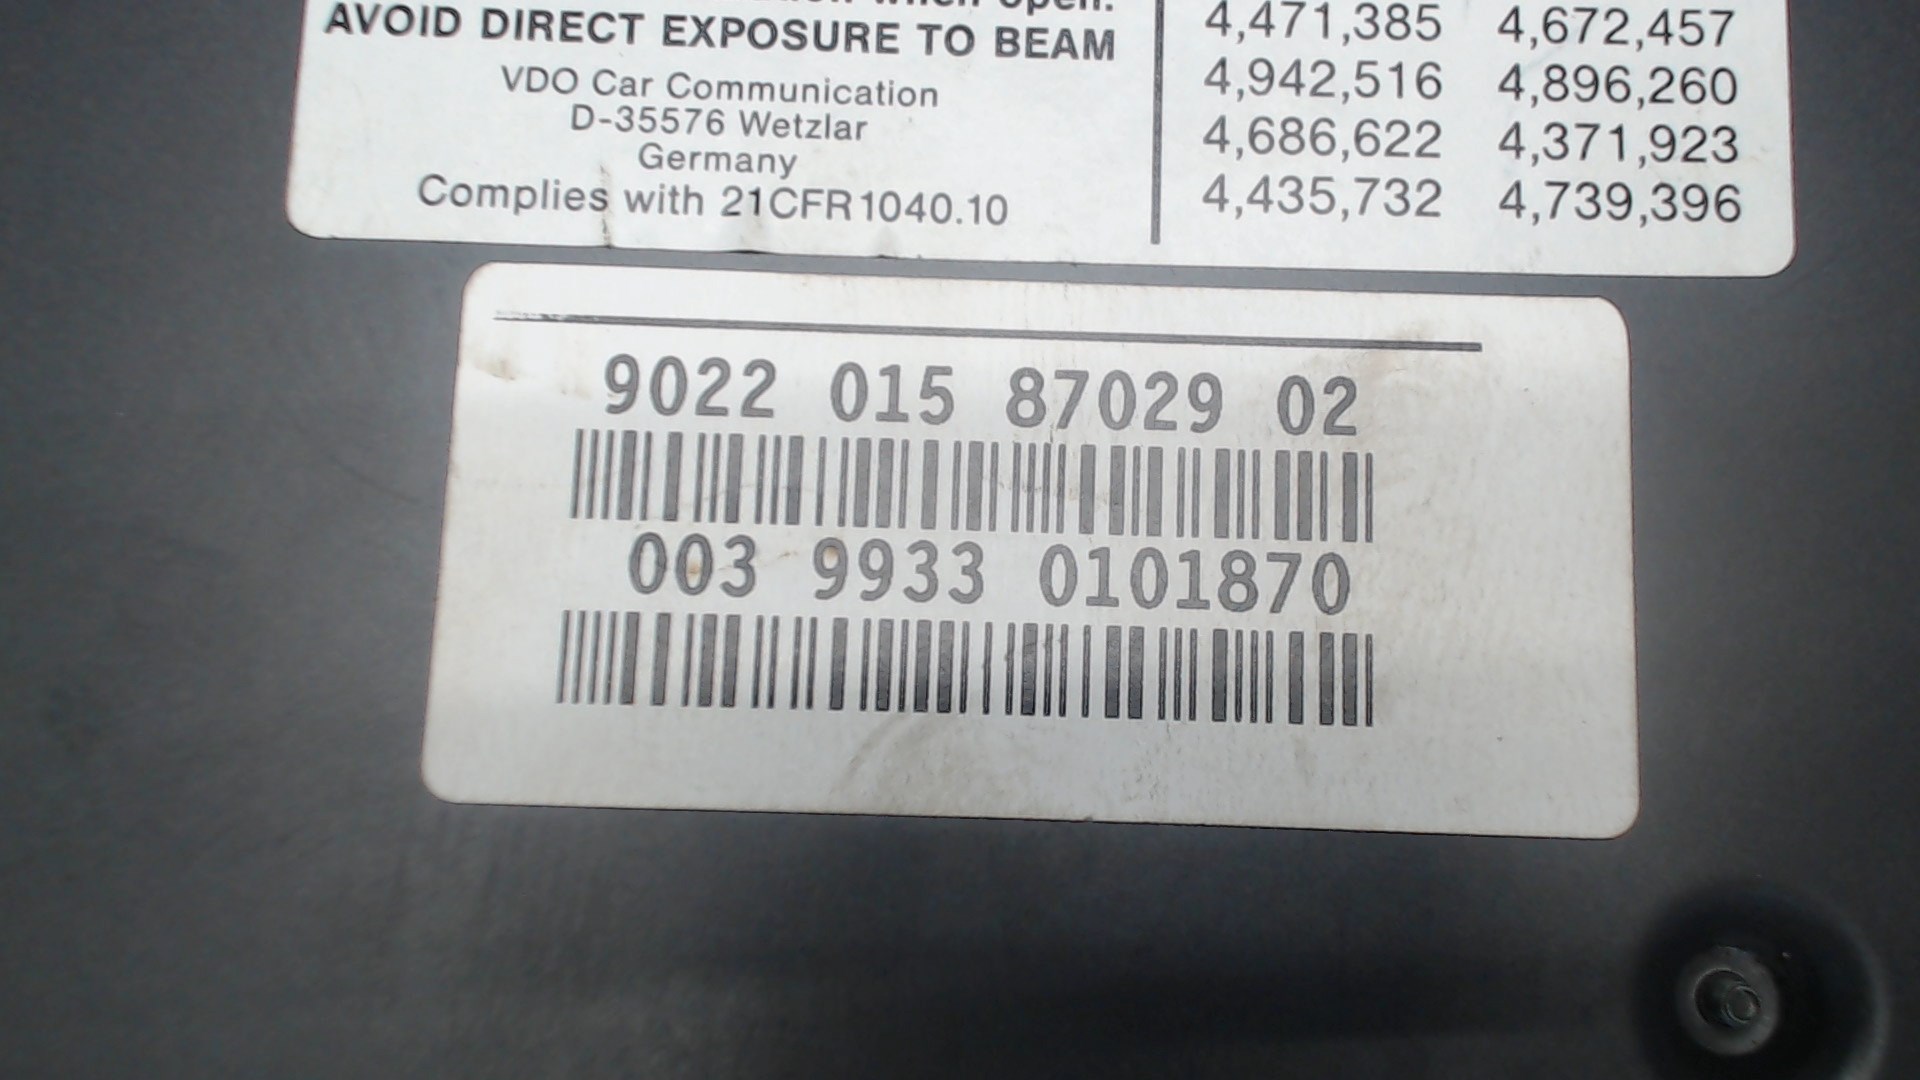 when open.
AVOID DIRECT EXPOSURE TO BEAM
VDO Car Communication
D-35576 Wetzlar
Germany
Complies with 21CFR1040.10
4,471,385 4,672,457
4,942,516 4,896,260
4,686,622 4,371,923
4,435,732 4,739,396
9022 015 87029 02
003 9933 0101870